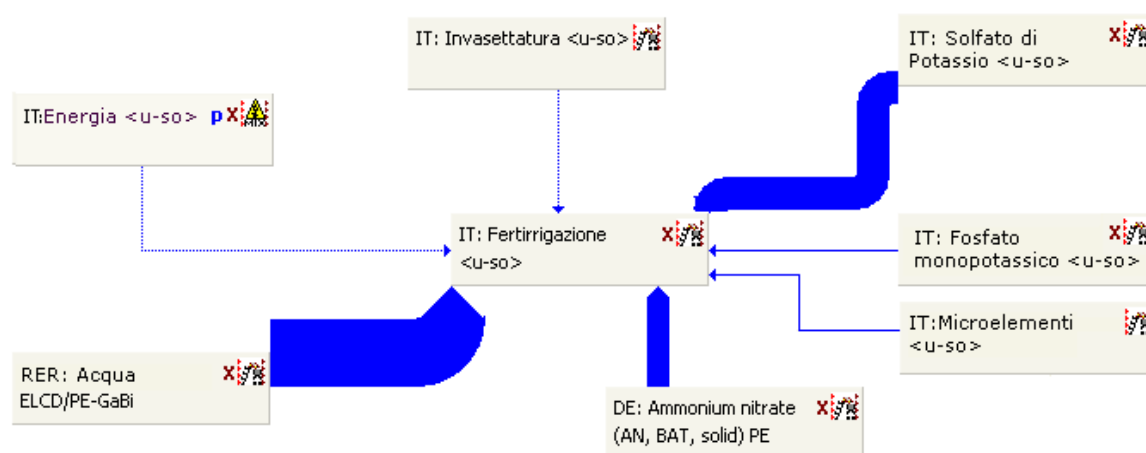 IT: Invasettatura <u-so>
IT: Solfato di
Potassio <u-so>
X
IT:Energia <u-so> p X
IT: Fertirrigazione
<u-so>
X
IT: Fosfato
monopotassico <u-so>
X
IT:Microelementi
<u-so>
RER: Acqua
ELCD/PE-GaBi
X
DE: Ammonium nitrate
(AN, BAT, solid) PE
X